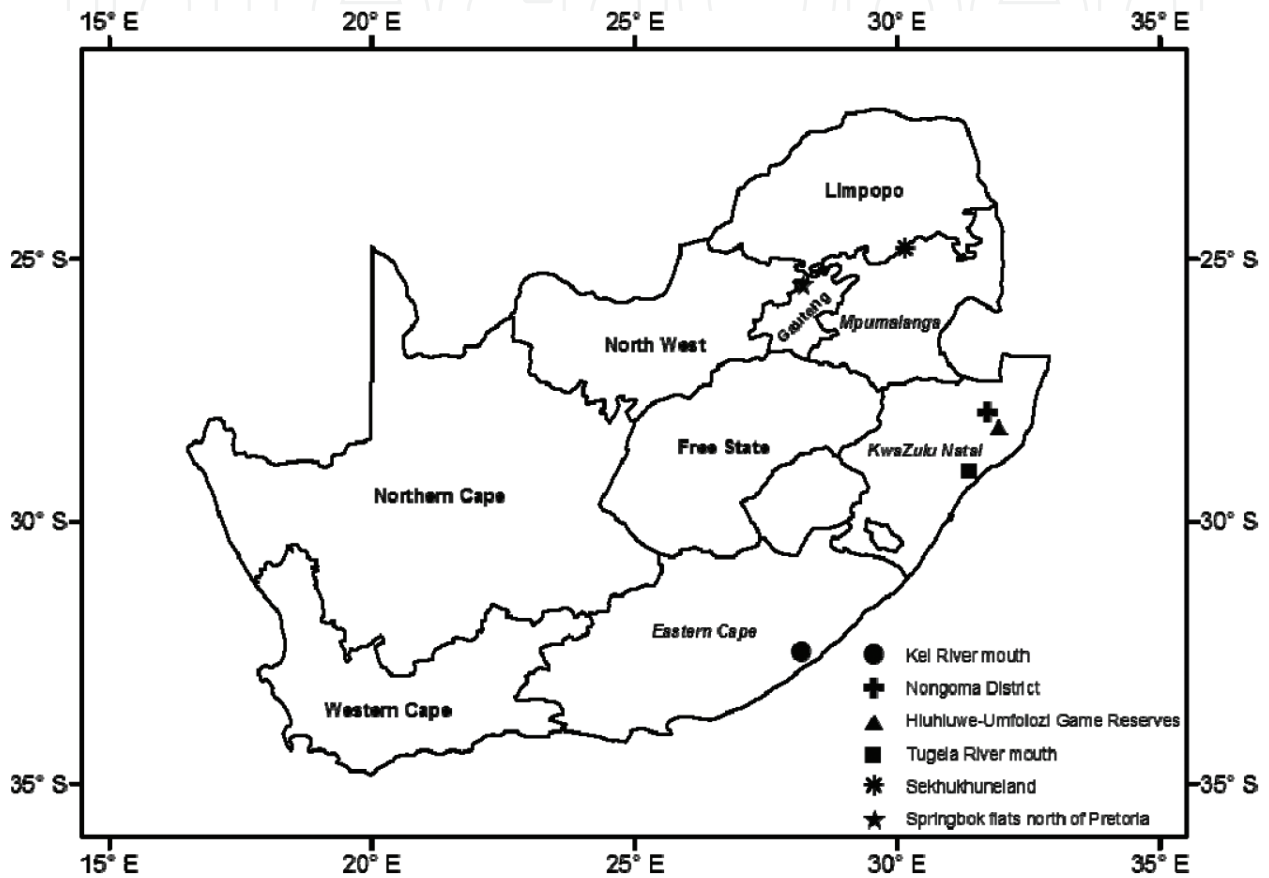 15° E 20° E 25° E 30° E 35° E
Limpopo
25° S 25° S
Gauteng
Mpumalanga
North West
KwaZulu Natal
Free State
Northern Cape
30° S 30° S
Eastern Cape
Western Cape
Kei River mouth
Nongoma District
Hluhluwe-Umfolozi Game Reserves
Tugela River mouth
Sekhukhuneland
Springbok flats north of Pretoria
35° S 35° S
15° E 20° E 25° E 30° E 35° E